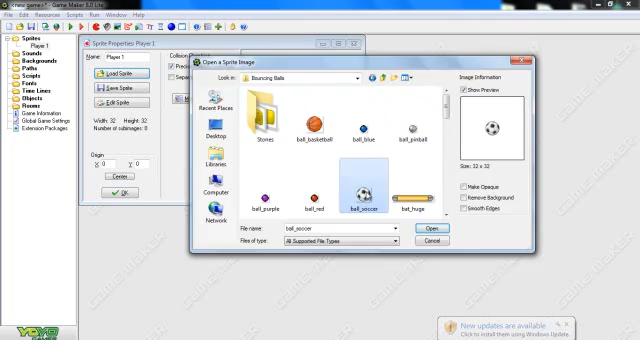 <new game>* - Game Maker 8.0 Lite
File Edit Resources Scripts Run Window Help
Sprites
Player 1
Sounds
Backgrounds
Paths
Scripts
Fonts
Time Lines
Objects
Rooms
Game Information
Global Game Settings
Extension Packages
YOYO
GAMES
Sprite Properties: Player 1
Name: Player 1
Load Sprite
Save Sprite
Edit Sprite
Width: 32 Height: 32
Number of subimages: 0
Origin
X 0 Y 0
Center
OK
Collision
Separ
Open a Sprite Image
Look in: Bouncing Balls
Recent Places
Desktop
Libraries
Computer
Network
Stones
ball_basketball
ball_blue
ball_pinball
ball_purple
ball_red
ball_soccer
bat_huge
File name: ball_soccer
Open
Files of type: All Supported File Types
Cancel
Image Information
Show Preview
Size: 32 x 32
Make Opaque
Remove Background
Smooth Edges
GAME MAKER
New updates are available
Click to install them using Windows Update.